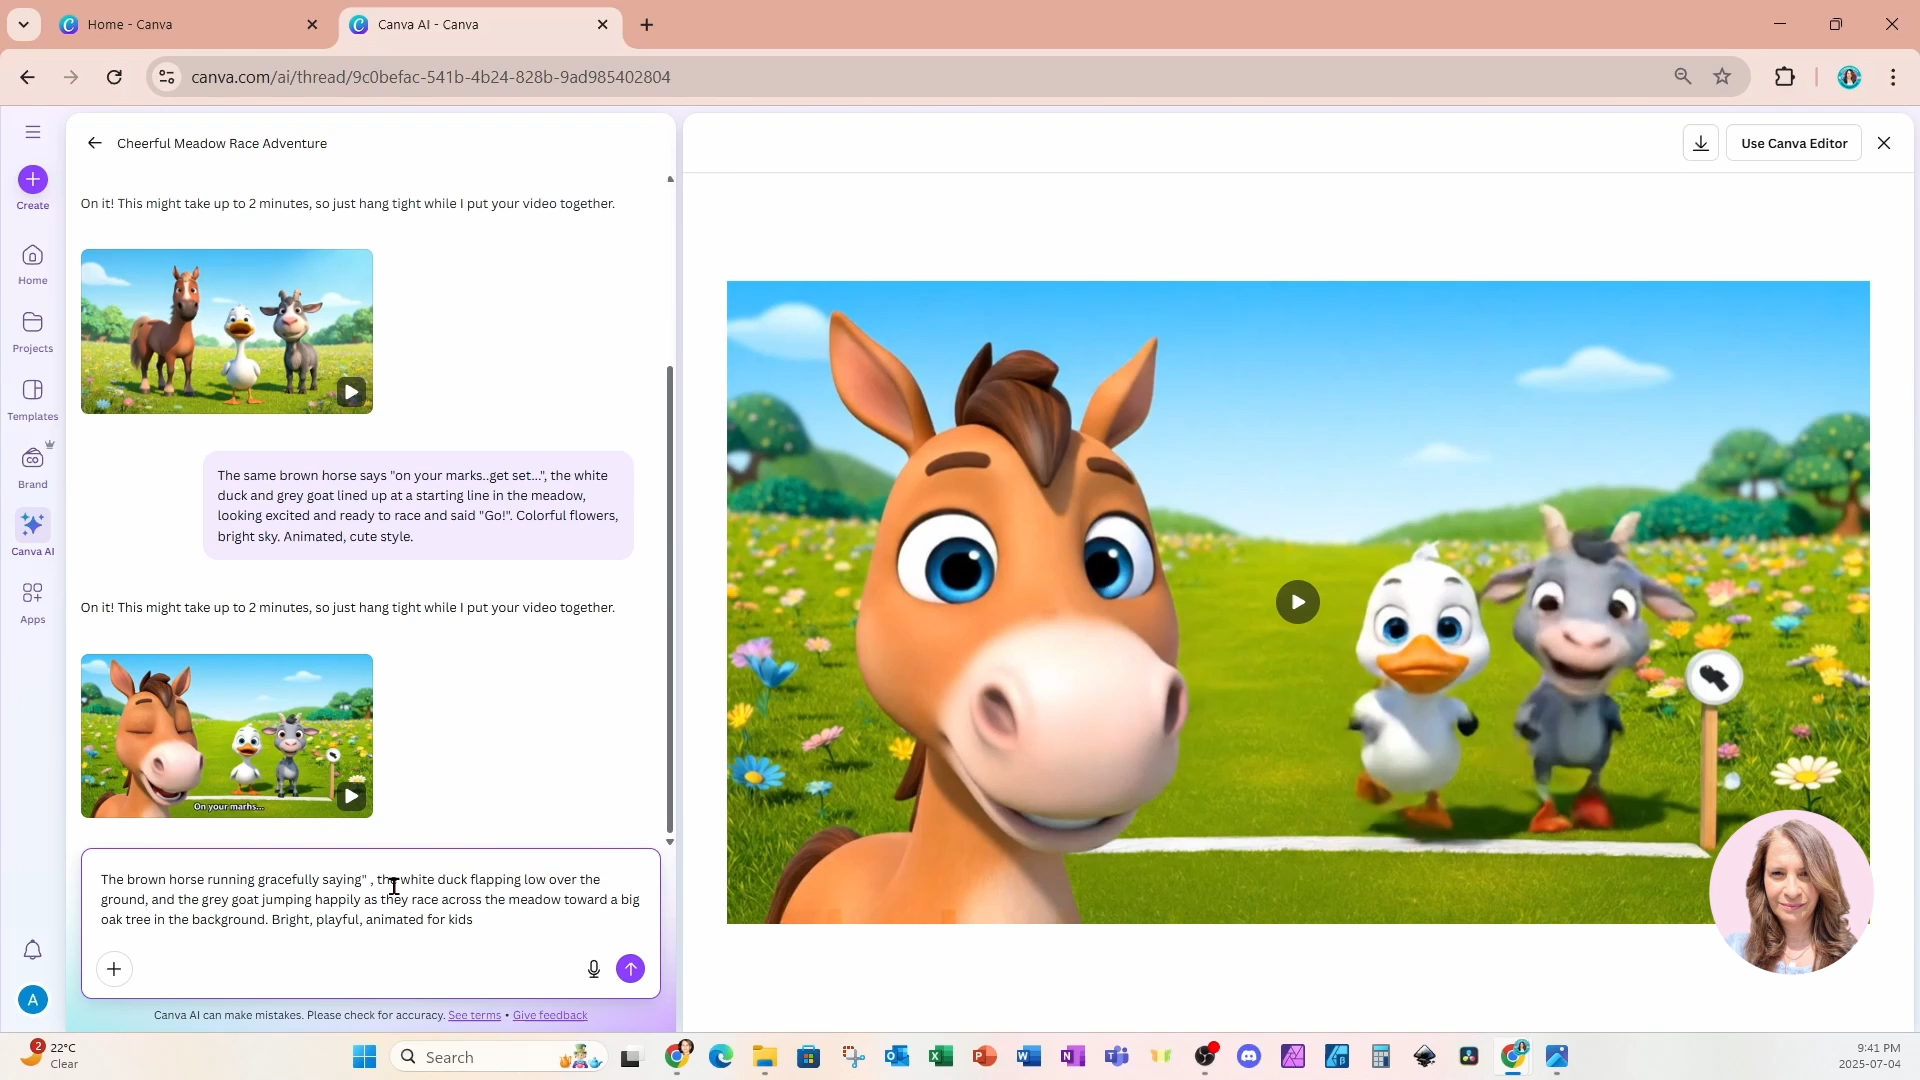 Home - Canva
Canva AI - Canva
canva.com/ai/thread/9c0befac-541b-4b24-828b-9ad985402804
Create
Home
Projects
Templates
Brand
Canva AI
Apps
A
Cheerful Meadow Race Adventure
On it! This might take up to 2 minutes, so just hang tight while I put your video together.
The same brown horse says "on your marks..get set...", the white
duck and grey goat lined up at a starting line in the meadow,
looking excited and ready to race and said "Go!". Colorful flowers,
bright sky. Animated, cute style.
On it! This might take up to 2 minutes, so just hang tight while I put your video together.
On your marhs...
The brown horse running gracefully saying" , the white duck flapping low over the
ground, and the grey goat jumping happily as they race across the meadow toward a big
oak tree in the background. Bright, playful, animated for kids
Canva AI can make mistakes. Please check for accuracy. See terms • Give feedback
Use Canva Editor
2
22°C
Clear
Search
9:41 PM
2025-07-04